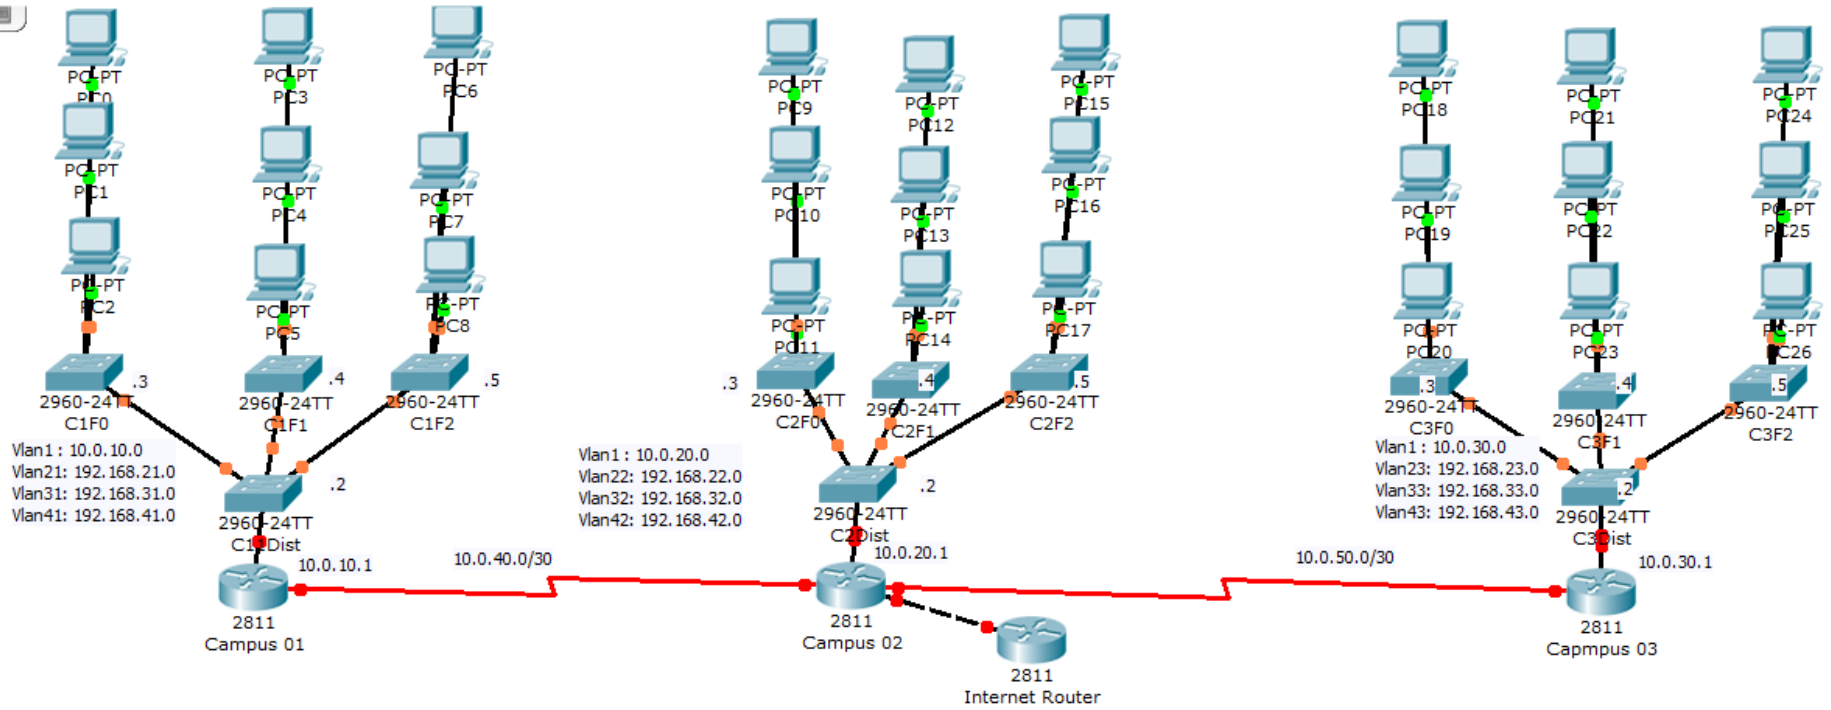 PC-PT
PC0
PC-PT
PC1
PC-PT
PC2
PC-PT
PC3
PC-PT
PC4
PC-PT
PC5
PC-PT
PC6
PC-PT
PC7
PC-PT
PC8
.3
2960-24TT
C1F0
.4
2960-24TT
C1F1
.5
2960-24TT
C1F2
Vlan1 : 10.0.10.0
Vlan21: 192.168.21.0
Vlan31: 192.168.31.0
Vlan41: 192.168.41.0
.2
2960-24TT
10.0.10.1
2811
Campus 01
10.0.40.0/30
PC-PT
PC9
PC-PT
PC10
PC-PT
PC11
PC-PT
PC12
PC-PT
PC13
PC-PT
PC14
PC-PT
PC15
PC-PT
PC16
PC-PT
PC17
.3
2960-24TT
C2F0
.4
2960-24TT
C2F1
.5
2960-24TT
C2F2
Vlan1 : 10.0.20.0
Vlan22: 192.168.22.0
Vlan32: 192.168.32.0
Vlan42: 192.168.42.0
.2
2960-24TT
C2Dist
10.0.20.1
2811
Campus 02
2811
Internet Router
10.0.50.0/30
PC-PT
PC18
PC-PT
PC19
PC-PT
PC20
PC-PT
PC21
PC-PT
PC22
PC-PT
PC23
PC-PT
PC24
PC-PT
PC25
PC-PT
PC26
.3
2960-24TT
C3F0
.4
2960-24TT
C3F1
.5
2960-24TT
C3F2
Vlan1 : 10.0.30.0
Vlan23: 192.168.23.0
Vlan33: 192.168.33.0
Vlan43: 192.168.43.0
.2
2960-24TT
C3Dist
10.0.30.1
2811
Capmpus 03